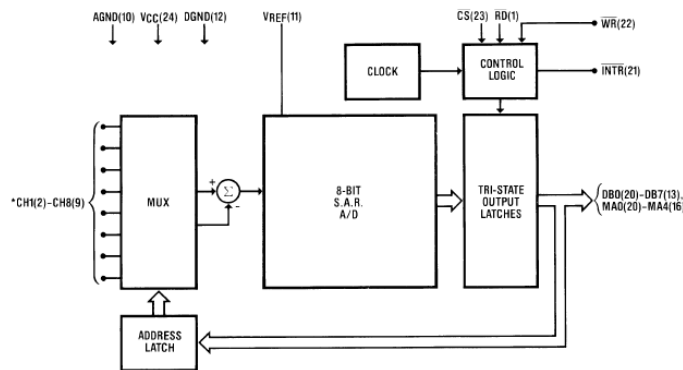 AGND(10) VCC(24) DGND(12) VREF(11) CS(23) RD(1) WR(22)
CLOCK
CONTROL
LOGIC
INTR(21)
*CH1(2)-CH8(9)
MUX
+
Σ
-
8-BIT
S.A.R.
A/D
TRI-STATE
OUTPUT
LATCHES
DB0(20)-DB7(13),
MA0(20)-MA4(16)
ADDRESS
LATCH